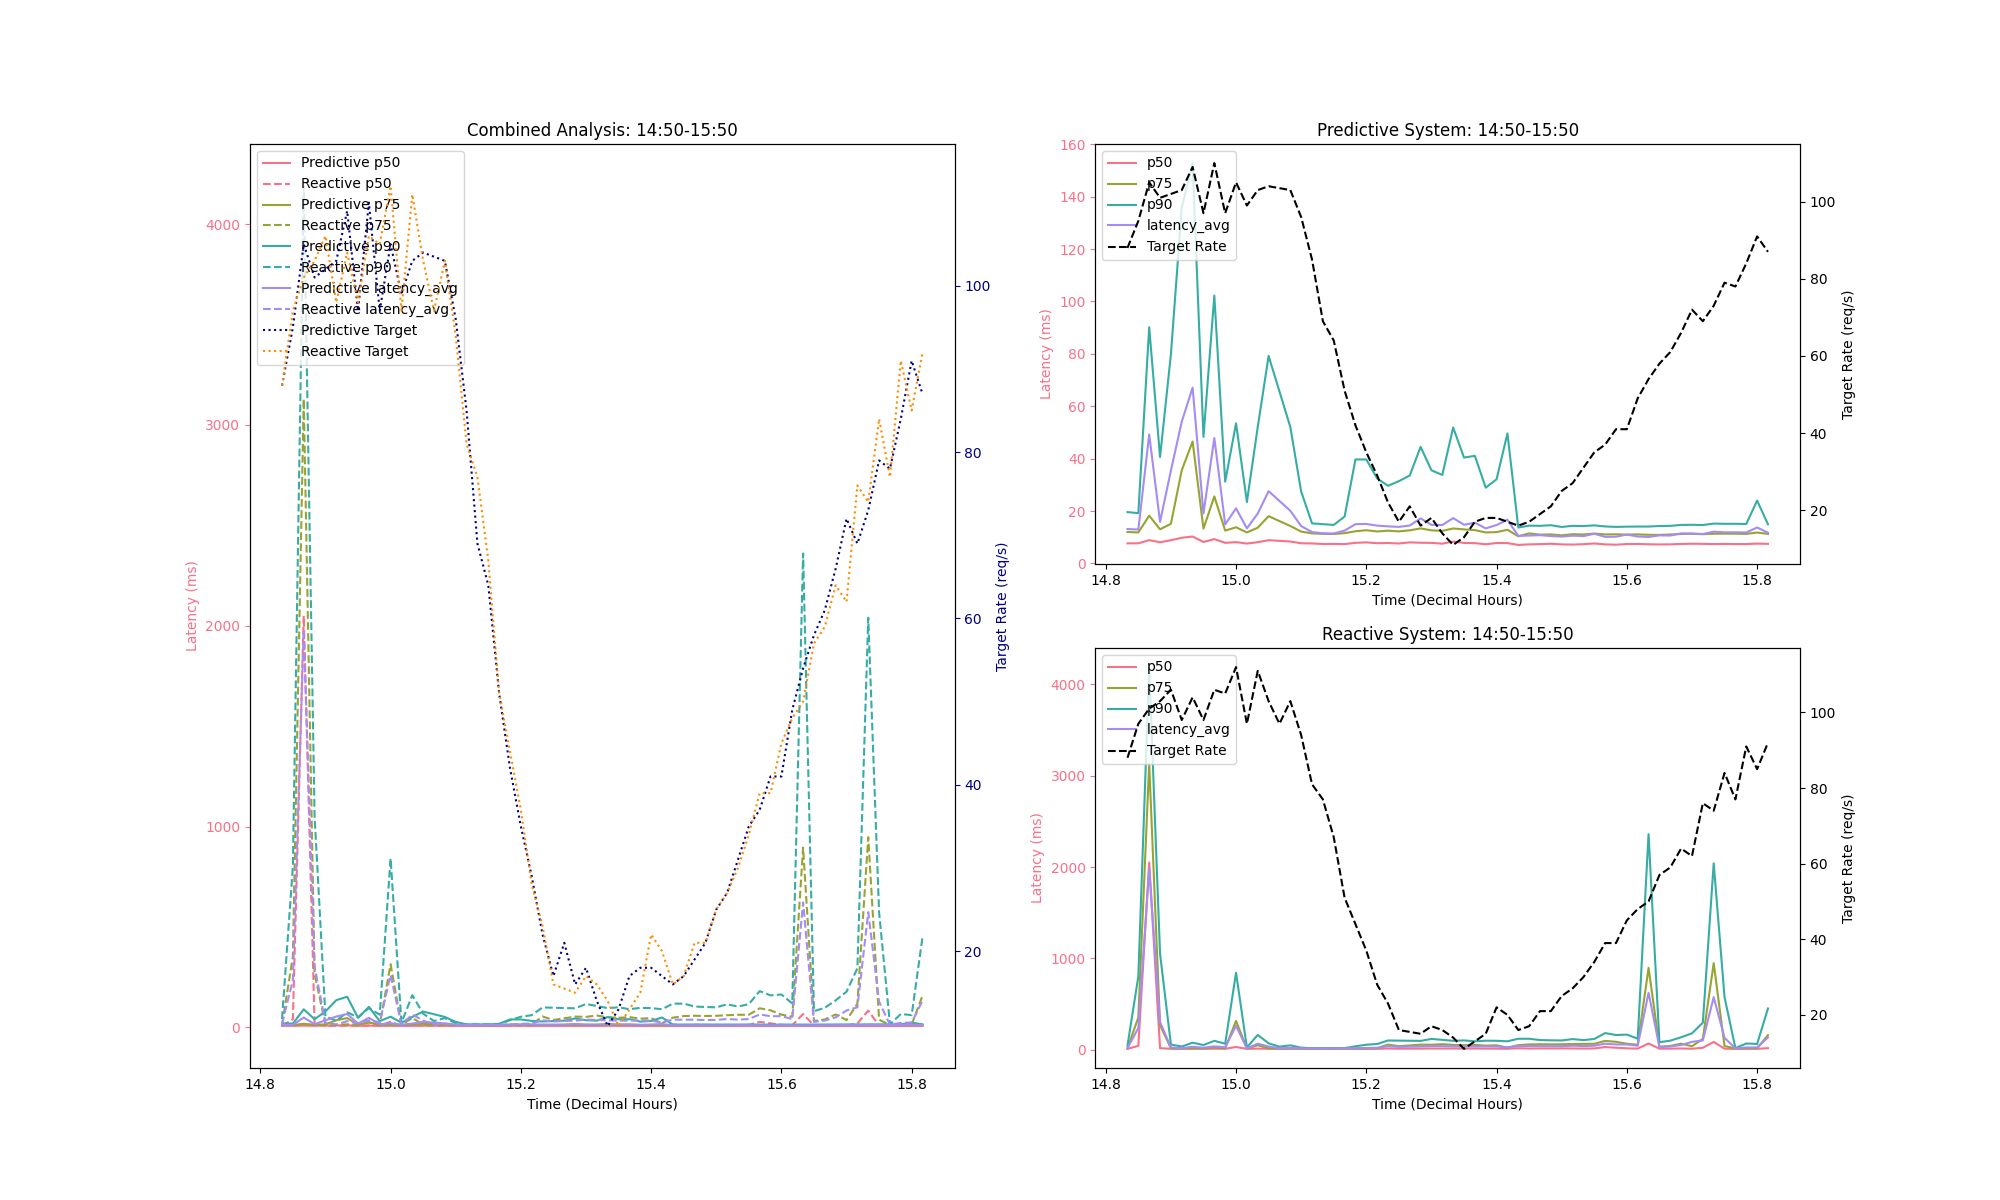 Combined Analysis: 14:50-15:50
Predictive p50
Reactive p50
Predictive p75
Reactive p75
Predictive p90
Reactive p90
Predictive latency_avg
Reactive latency_avg
Predictive Target
Reactive Target
4000
3000
2000
1000
0
Latency (ms)
100
80
60
40
20
Target Rate (req/s)
14.8 15.0 15.2 15.4 15.6 15.8
Time (Decimal Hours)
Predictive System: 14:50-15:50
p50
p75
p90
latency_avg
Target Rate
160
140
120
100
80
60
40
20
0
Latency (ms)
100
80
60
40
20
Target Rate (req/s)
14.8 15.0 15.2 15.4 15.6 15.8
Time (Decimal Hours)
Reactive System: 14:50-15:50
p50
p75
p90
latency_avg
Target Rate
4000
3000
2000
1000
0
Latency (ms)
100
80
60
40
20
Target Rate (req/s)
14.8 15.0 15.2 15.4 15.6 15.8
Time (Decimal Hours)